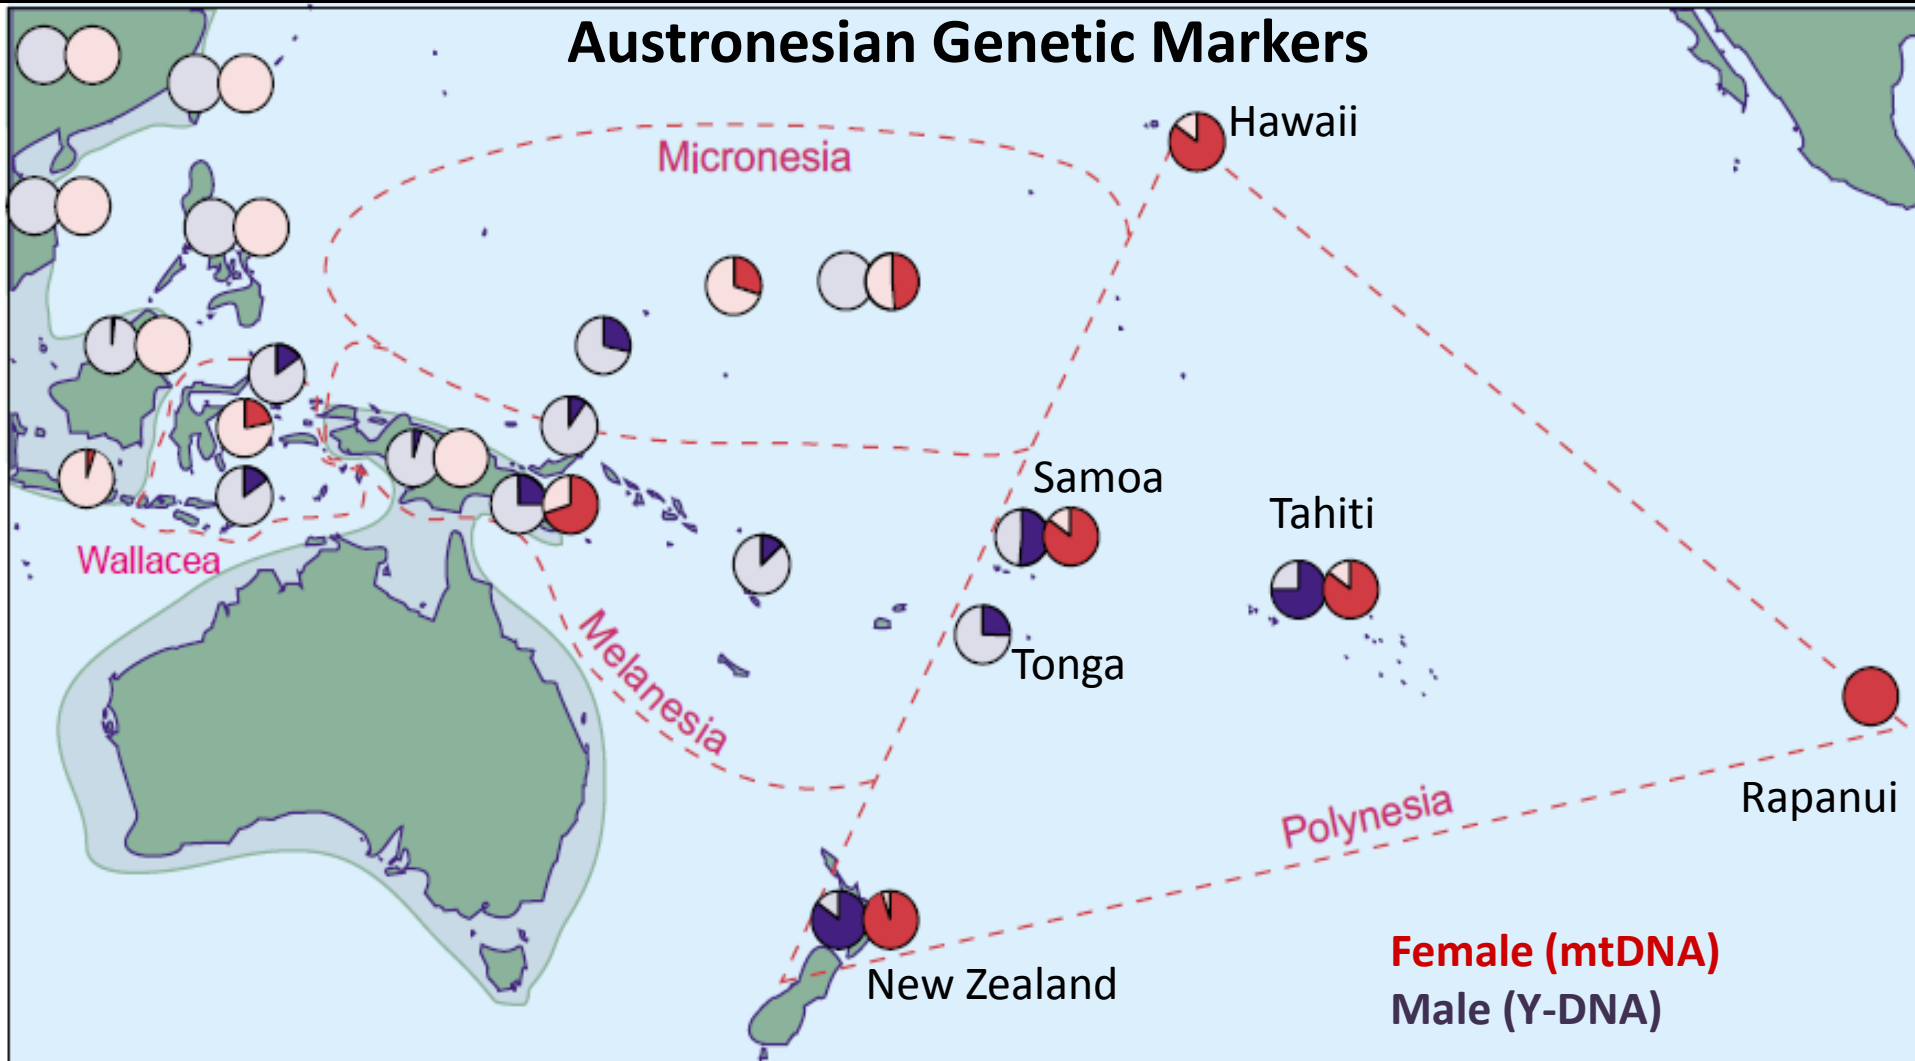 Austronesian Genetic Markers
Hawaii
Micronesia
Samoa
Tahiti
Wallacea
Melanesia
Tonga
Rapanui
Polynesia
Female (mtDNA)
New Zealand
Male (Y-DNA)